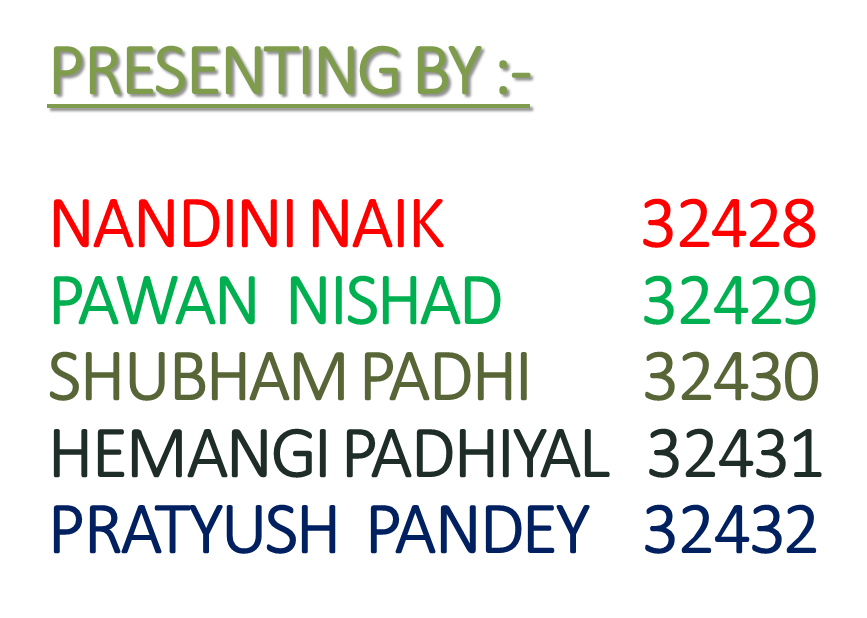 PRESENTING BY :-
NANDINI NAIK 32428
PAWAN NISHAD 32429
SHUBHAM PADHI 32430
HEMANGI PADHIYAL 32431
PRATYUSH PANDEY 32432